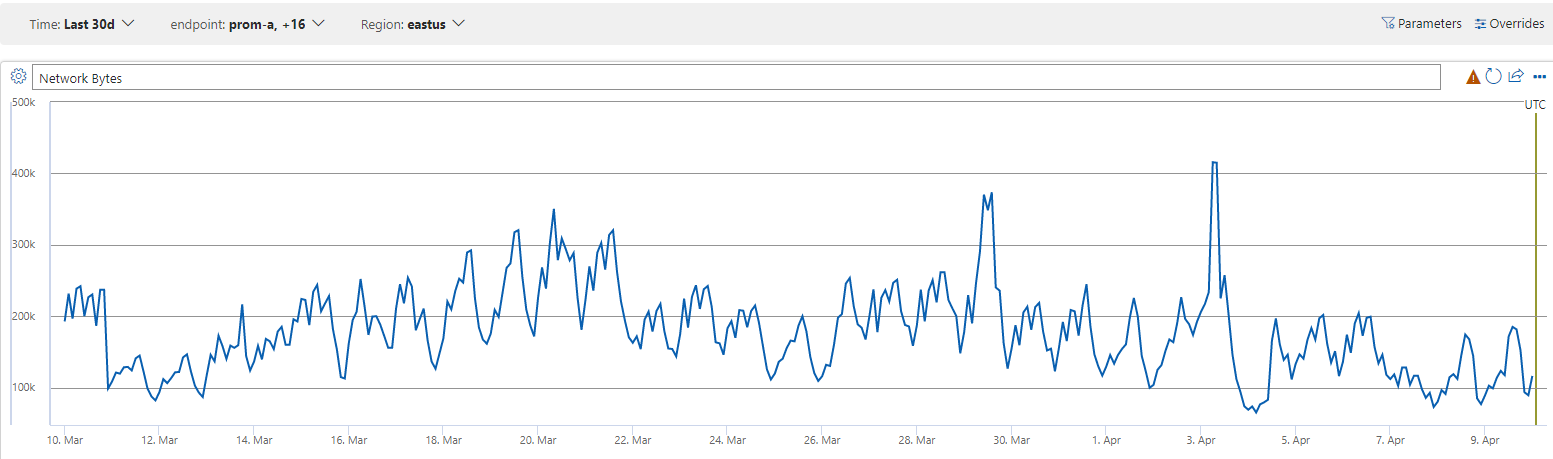 Time: Last 30d endpoint: prom-a, +16 Region: eastus Parameters Overrides
Network Bytes
500k
UTC
400k
300k
200k
100k
10. Mar 12. Mar 14. Mar 16. Mar 18. Mar 20. Mar 22. Mar 24. Mar 26. Mar 28. Mar 30. Mar 1. Apr 3. Apr 5. Apr 7. Apr 9. Apr